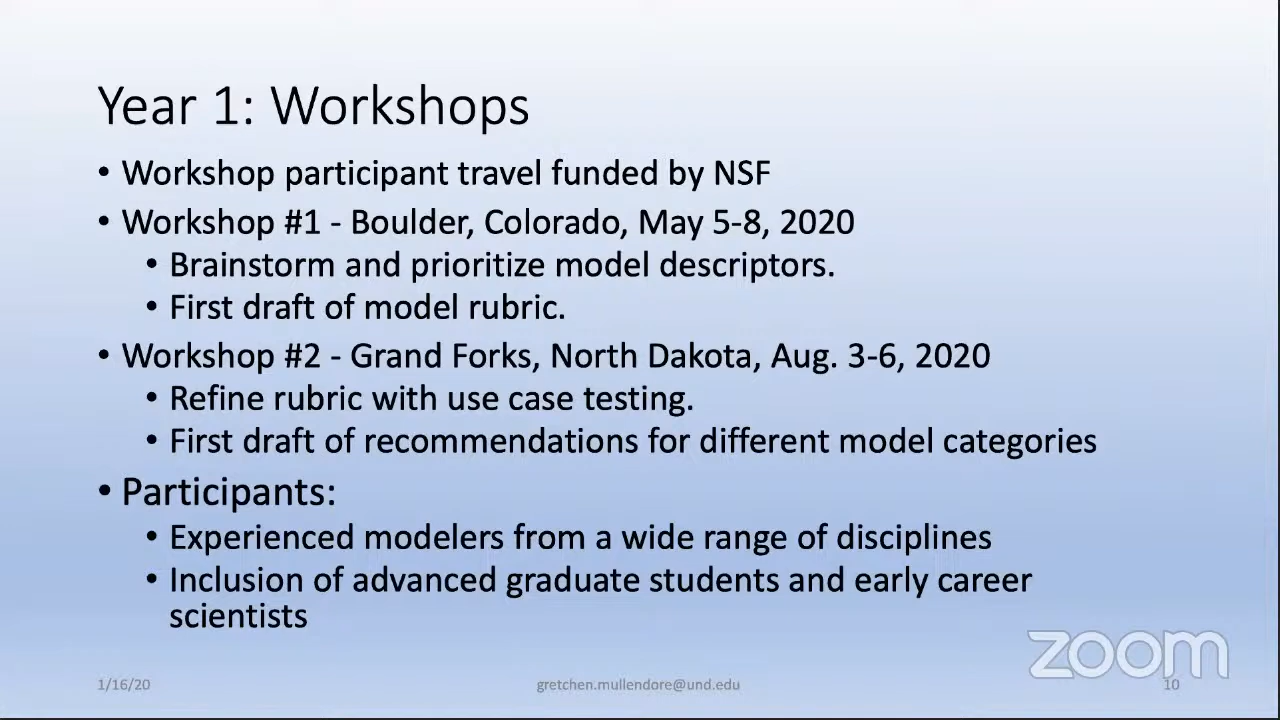 Year 1: Workshops
• Workshop participant travel funded by NSF
• Workshop #1 - Boulder, Colorado, May 5-8, 2020
• Brainstorm and prioritize model descriptors.
• First draft of model rubric.
• Workshop #2 - Grand Forks, North Dakota, Aug. 3-6, 2020
• Refine rubric with use case testing.
• First draft of recommendations for different model categories
• Participants:
• Experienced modelers from a wide range of disciplines
• Inclusion of advanced graduate students and early career
scientists
zoom
1/16/20
gretchen.mullendore@und.edu
10